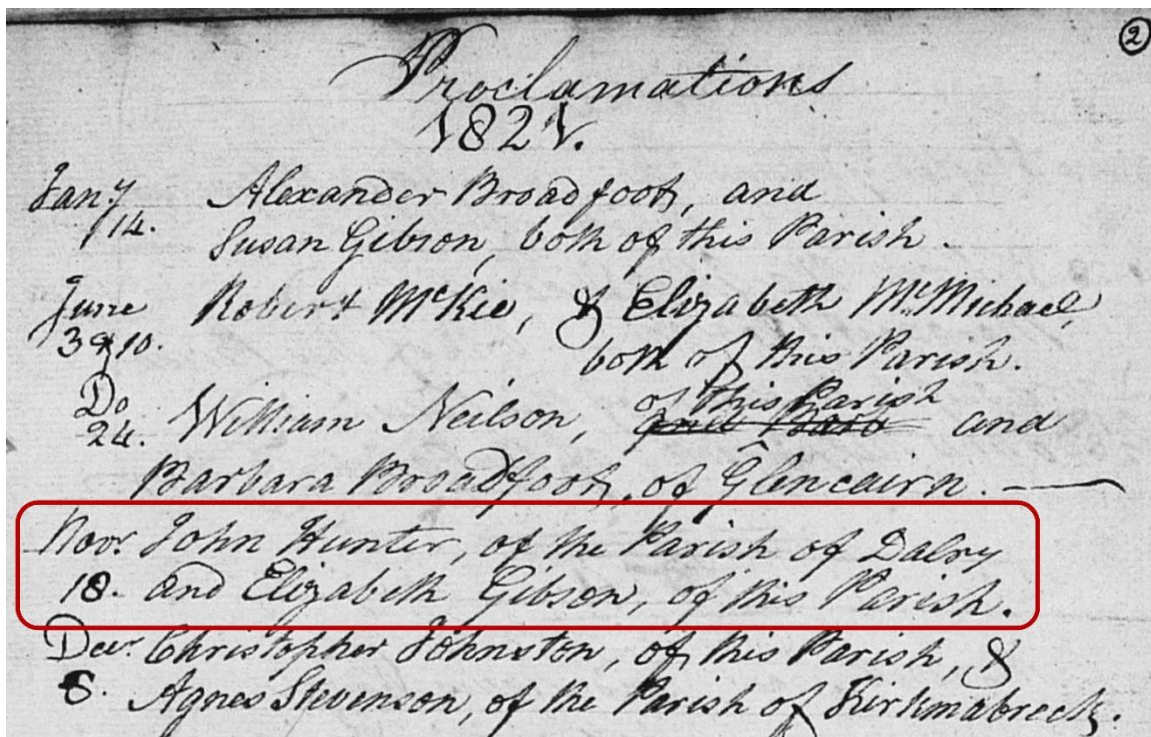 2
Proclamations
1821.
Jany Alexander Broadfoot, and
14. Susan Gibson, both of this Parish.
June Robert McKie, & Elizabeth McMichael,
3 & 10. both of this Parish.
Do of this Parish
24. William Neilson, and
Barbara Broadfoot, of Glencairn.
Novr. John Hunter, of the Parish of Dalry
18. and Elizabeth Gibson, of this Parish.
Decr. Christopher Johnston, of this Parish, &
Agnes Stevenson, of the Parish of Kirkmabreck.